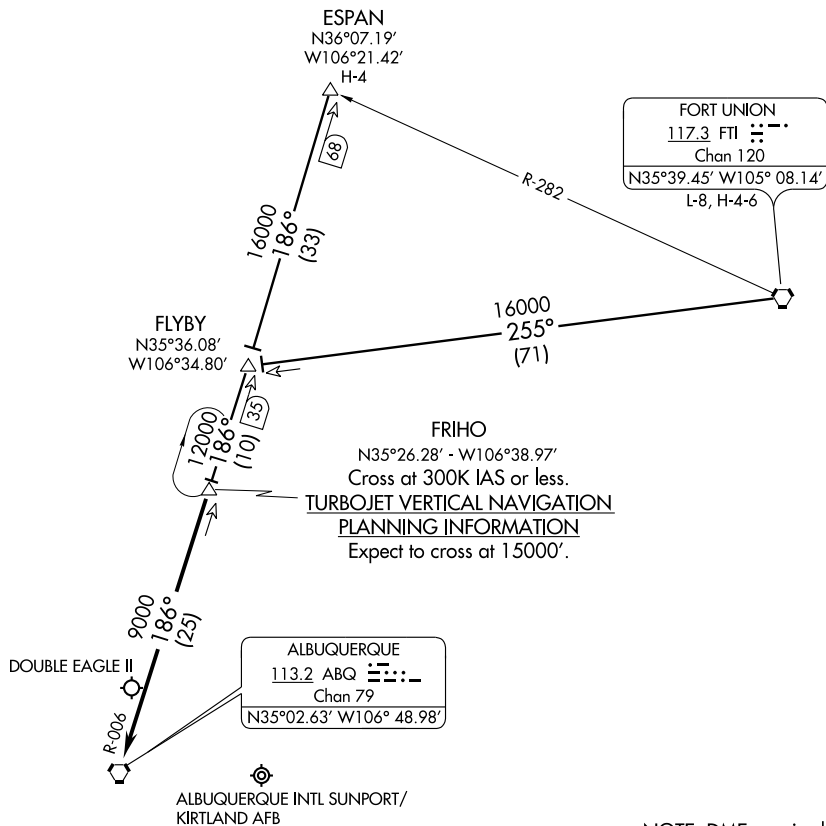 ESPAN
N36°07.19'
W106°21.42'
H-4
FORT UNION
117.3 FTI
Chan 120
N35°39.45' W105° 08.14'
L-8, H-4-6
R-282
68
16000
186°
(33)
16000
255°
(71)
FLYBY
N35°36.08'
W106°34.80'
35
12000
186°
(10)
FRIHO
N35°26.28' - W106°38.97'
Cross at 300K IAS or less.
TURBOJET VERTICAL NAVIGATION
PLANNING INFORMATION
Expect to cross at 15000'.
9000
186°
(25)
DOUBLE EAGLE II
ALBUQUERQUE
113.2 ABQ
Chan 79
N35°02.63' W106° 48.98'
R-006
ALBUQUERQUE INTL SUNPORT/
KIRTLAND AFB